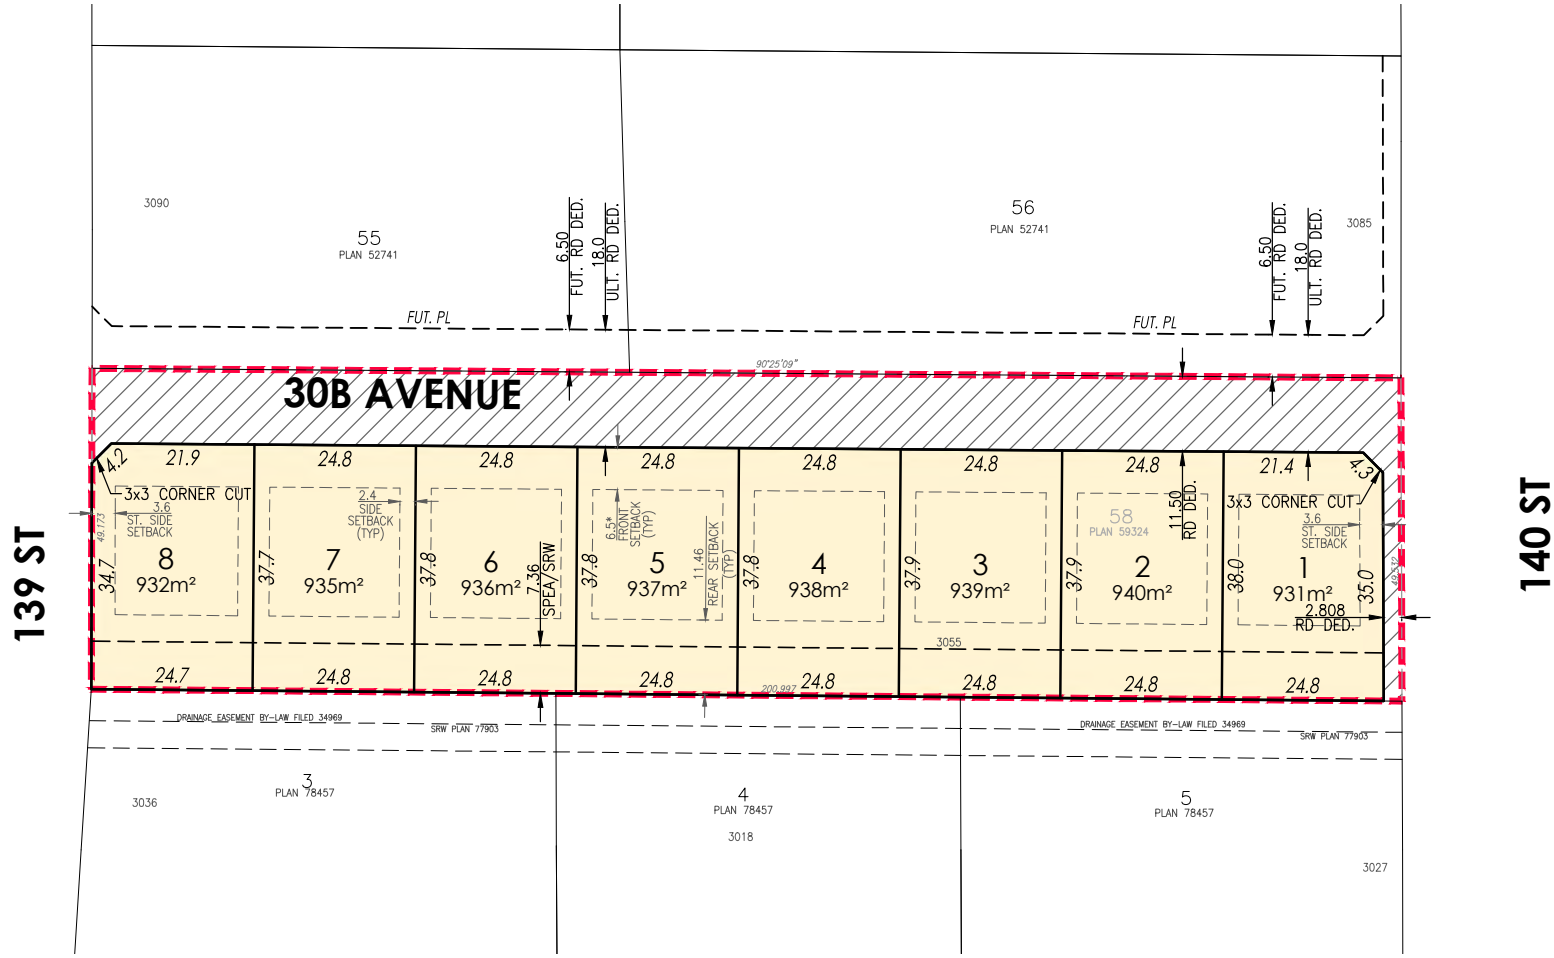 3090
55
PLAN 52741
56
PLAN 52741
3085
6.50
FUT. RD DED.
18.0
ULT. RD DED.
6.50
FUT. RD DED.
18.0
ULT. RD DED.
FUT. PL
FUT. PL
90°25'09"
30B AVENUE
4.2
21.9
24.8
24.8
24.8
24.8
24.8
24.8
21.4
4.3
3x3 CORNER CUT
3x3 CORNER CUT
3.6
ST. SIDE
SETBACK
2.4
SIDE
SETBACK
(TYP)
6.5*
FRONT
SETBACK
(TYP)
11.46
REAR SETBACK
(TYP)
58
PLAN 59324
11.50
RD DED.
3.6
ST. SIDE
SETBACK
49.173
34.7
8
932m²
37.7
7
935m²
37.8
6
936m²
7.36
SPEA/SRW
37.8
5
937m²
37.8
4
938m²
37.9
3
939m²
37.9
2
940m²
38.0
1
931m²
35.0
2.808
RD DED.
139 ST
140 ST
3055
24.7
24.8
24.8
24.8
200.997
24.8
24.8
24.8
24.8
DRAINAGE EASEMENT BY-LAW FILED 34969
SRW PLAN 77903
DRAINAGE EASEMENT BY-LAW FILED 34969
SRW PLAN 77903
3
PLAN 78457
3036
4
PLAN 78457
3018
5
PLAN 78457
3027